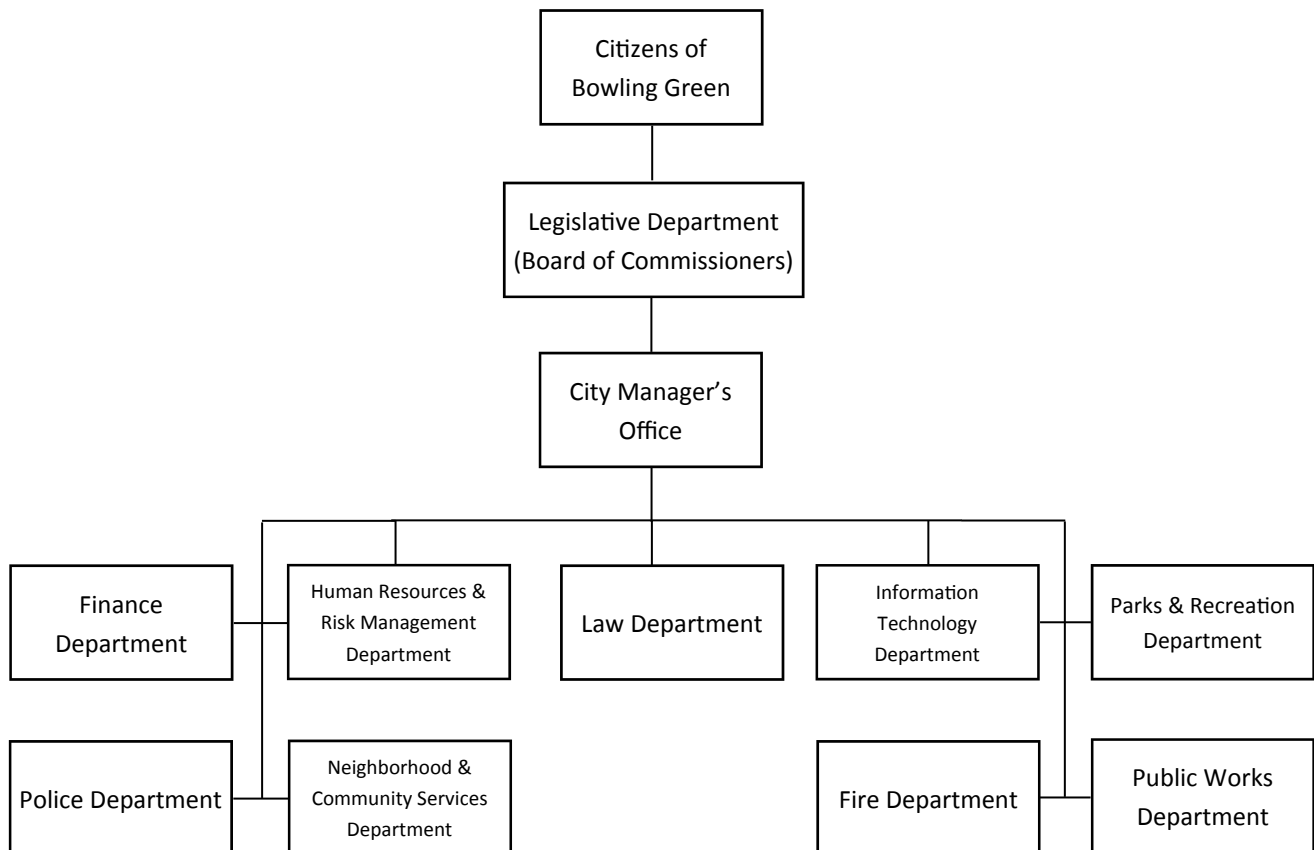 Citizens of
Bowling Green
Legislative Department
(Board of Commissioners)
City Manager’s
Office
Finance
Department
Human Resources &
Risk Management
Department
Law Department
Information
Technology
Department
Parks & Recreation
Department
Police Department
Neighborhood &
Community Services
Department
Fire Department
Public Works
Department